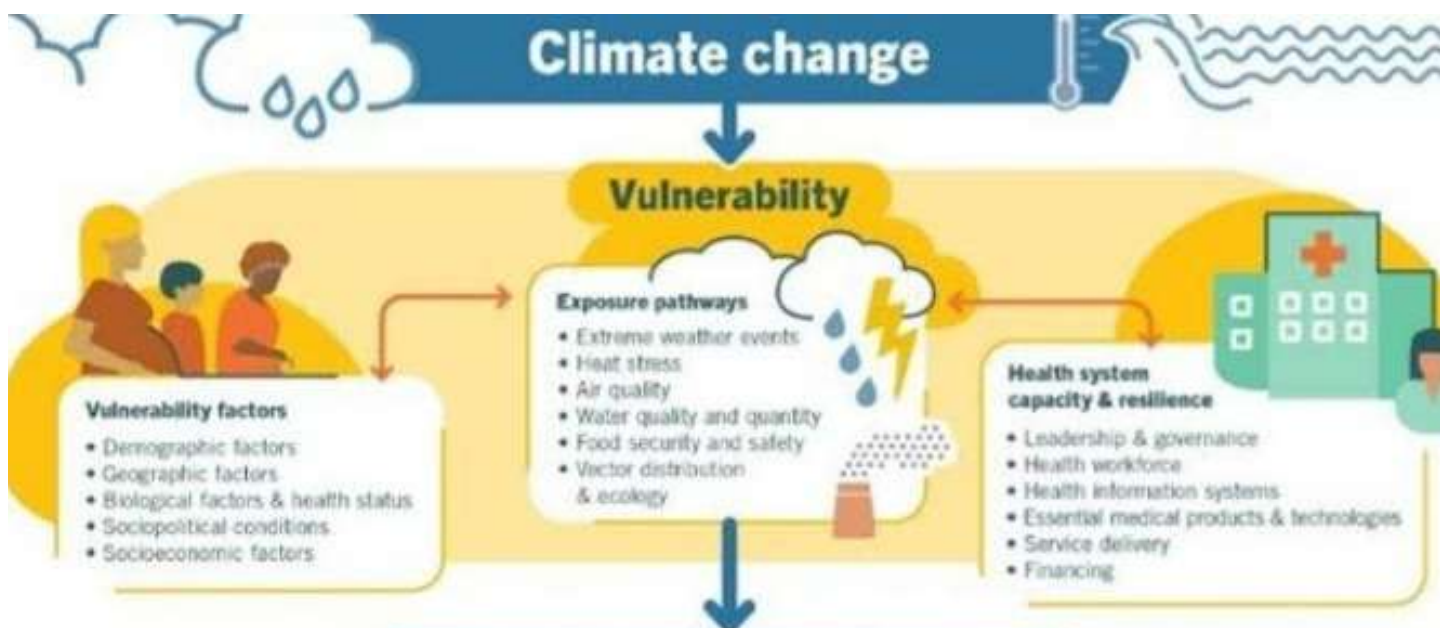 Climate change
Vulnerability
Vulnerability factors
• Demographic factors
• Geographic factors
• Biological factors & health status
• Sociopolitical conditions
• Socioeconomic factors
Exposure pathways
• Extreme weather events
• Heat stress
• Air quality
• Water quality and quantity
• Food security and safety
• Vector distribution
& ecology
Health system
capacity & resilience
• Leadership & governance
• Health workforce
• Health information systems
• Essential medical products & technologies
• Service delivery
• Financing